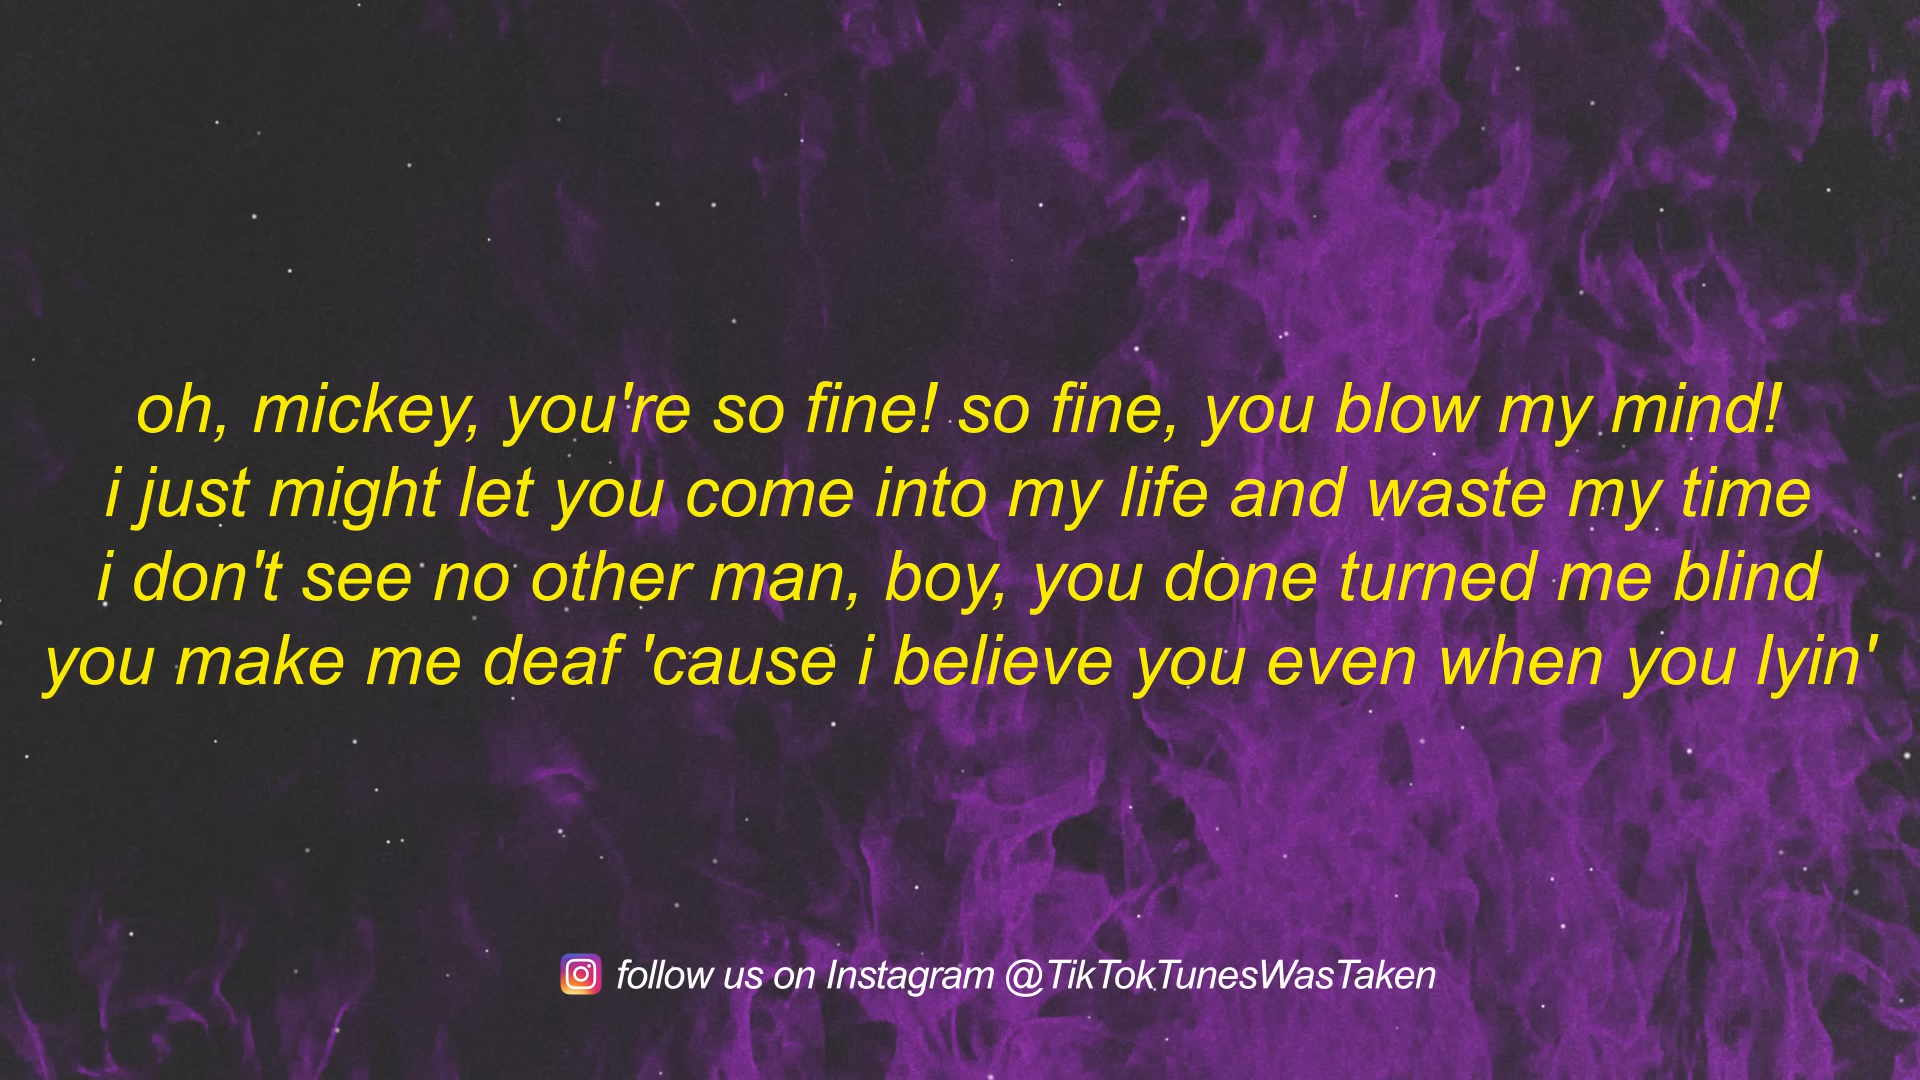 oh, mickey, you're so fine! so fine, you blow my mind!
i just might let you come into my life and waste my time
i don't see no other man, boy, you done turned me blind
you make me deaf 'cause i believe you even when you lyin'
follow us on Instagram @TikTokTunesWasTaken